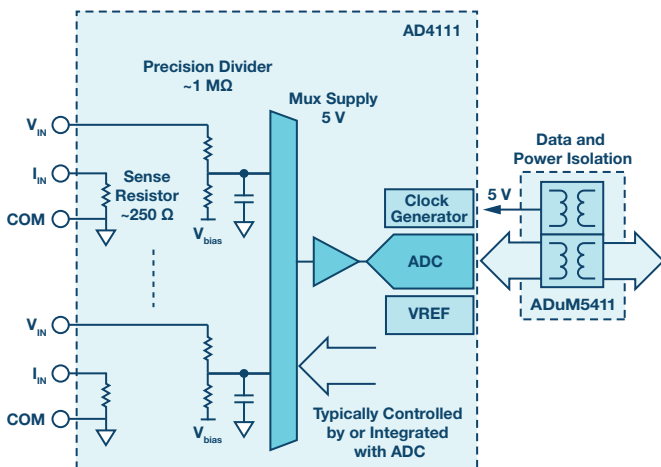 AD4111
Precision Divider
~1 MΩ
Mux Supply
5 V
VIN
IIN
Sense
Resistor
~250 Ω
COM
Vbias
Data and
Power Isolation
5 V
Clock
Generator
ADC
ADuM5411
VREF
VIN
IIN
COM
Vbias
Typically Controlled
by or Integrated
with ADC